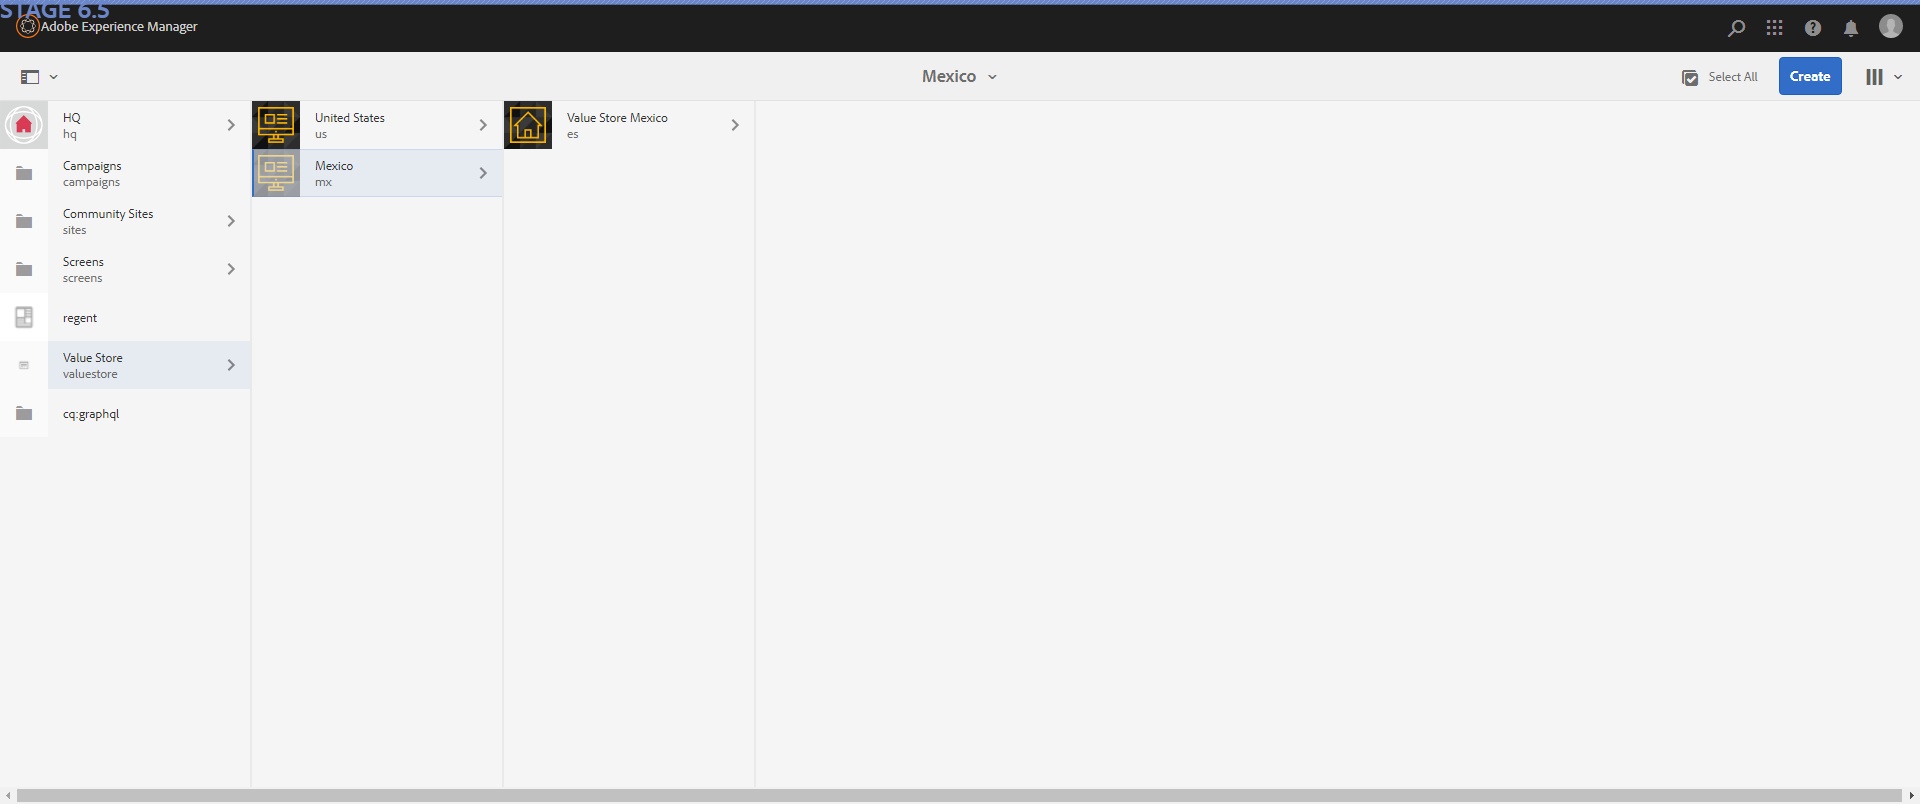 STAGE 6.5
Adobe Experience Manager
Mexico
Select All
Create
HQ
hq
Campaigns
campaigns
Community Sites
sites
Screens
screens
regent
Value Store
valuestore
cq:graphql
United States
us
Mexico
mx
Value Store Mexico
es